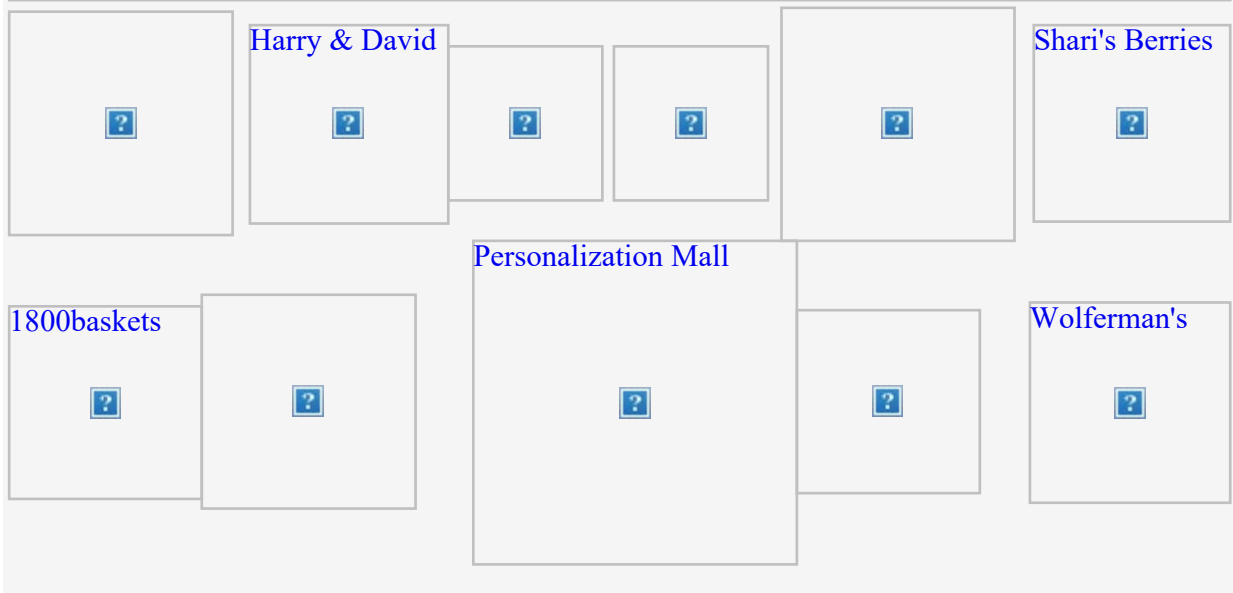 Harry & David
Shari's Berries
Personalization Mall
1800baskets
Wolferman's